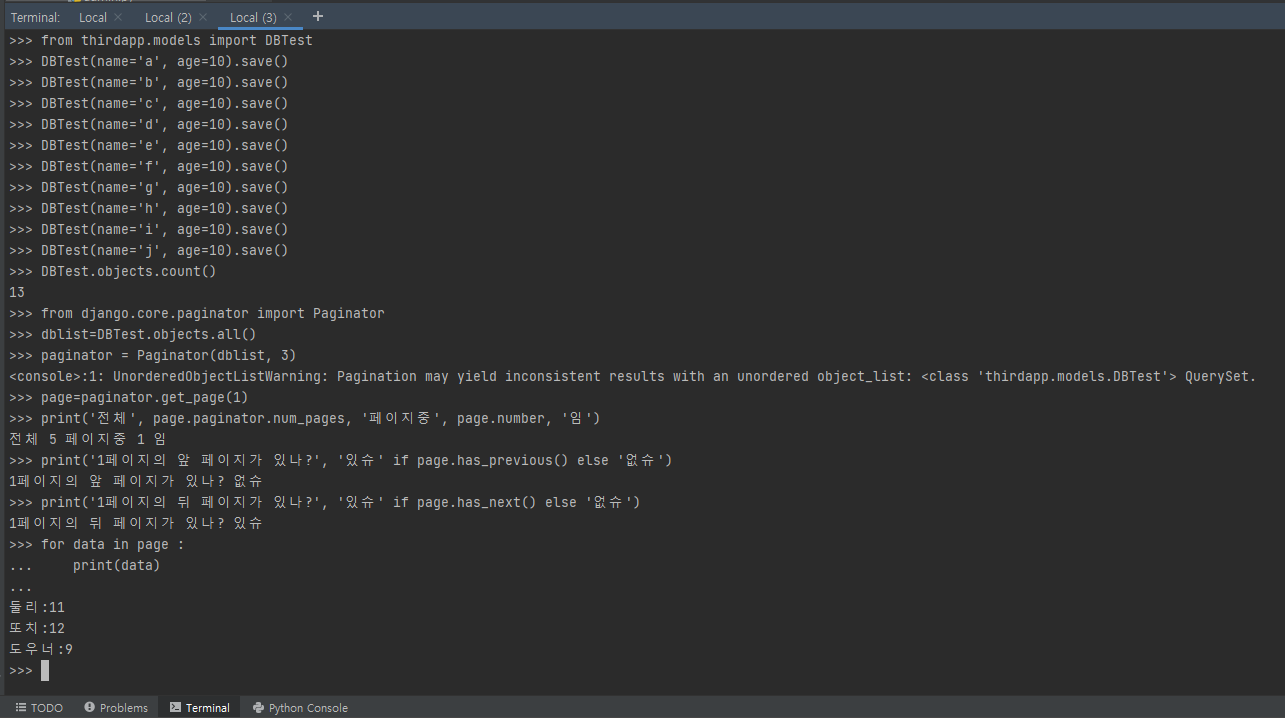 Terminal: Local × Local (2) × Local (3) × +
>>> from thirdapp.models import DBTest
>>> DBTest(name='a', age=10).save()
>>> DBTest(name='b', age=10).save()
>>> DBTest(name='c', age=10).save()
>>> DBTest(name='d', age=10).save()
>>> DBTest(name='e', age=10).save()
>>> DBTest(name='f', age=10).save()
>>> DBTest(name='g', age=10).save()
>>> DBTest(name='h', age=10).save()
>>> DBTest(name='i', age=10).save()
>>> DBTest(name='j', age=10).save()
>>> DBTest.objects.count()
13
>>> from django.core.paginator import Paginator
>>> dblist=DBTest.objects.all()
>>> paginator = Paginator(dblist, 3)
<console>:1: UnorderedObjectListWarning: Pagination may yield inconsistent results with an unordered object_list: <class 'thirdapp.models.DBTest'> QuerySet.
>>> page=paginator.get_page(1)
>>> print('전체', page.paginator.num_pages, '페이지중', page.number, '임')
전체 5 페이지중 1 임
>>> print('1페이지의 앞 페이지가 있나?', '있슈' if page.has_previous() else '없슈')
1페이지의 앞 페이지가 있나? 없슈
>>> print('1페이지의 뒤 페이지가 있나?', '있슈' if page.has_next() else '없슈')
1페이지의 뒤 페이지가 있나? 있슈
>>> for data in page :
...     print(data)
...
둘리:11
또치:12
도우너:9
>>>
TODO Problems Terminal Python Console